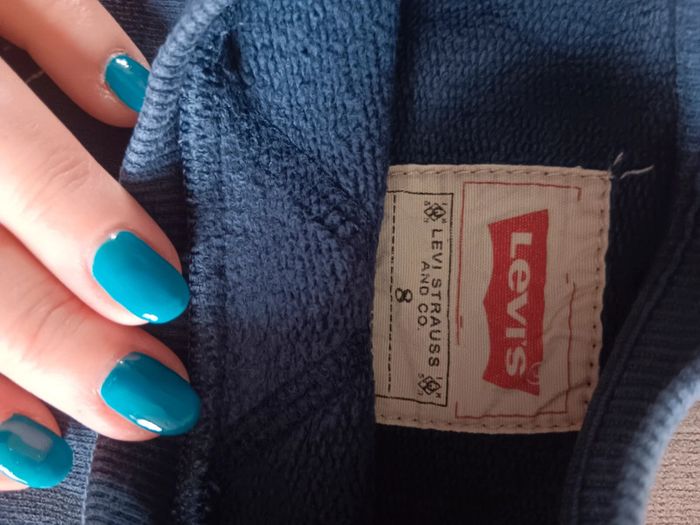 LEVI'S ®
LEVI STRAUSS
AND CO.
8